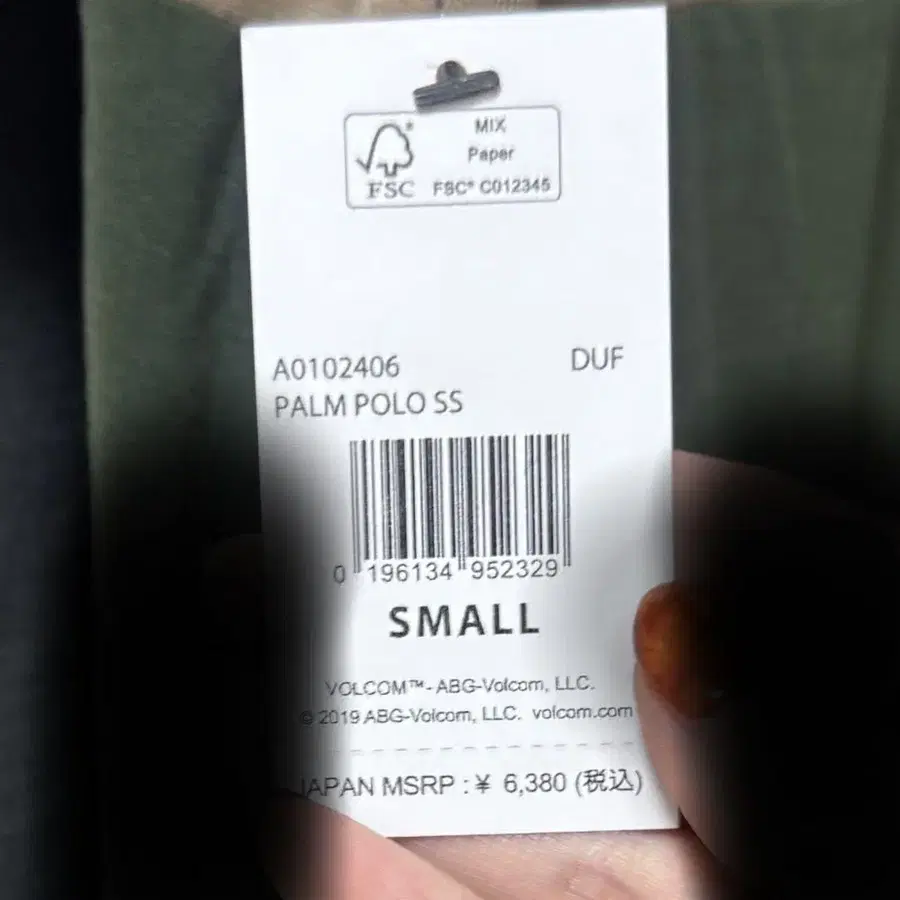 MIX
Paper
FSC FSC® C012345
A0102406 DUF
PALM POLO SS
0 196134 952329
SMALL
VOLCOM™- ABG-Volcom, LLC.
© 2019 ABG-Volcom, LLC. volcom.com
JAPAN MSRP : ¥ 6,380 (税込)